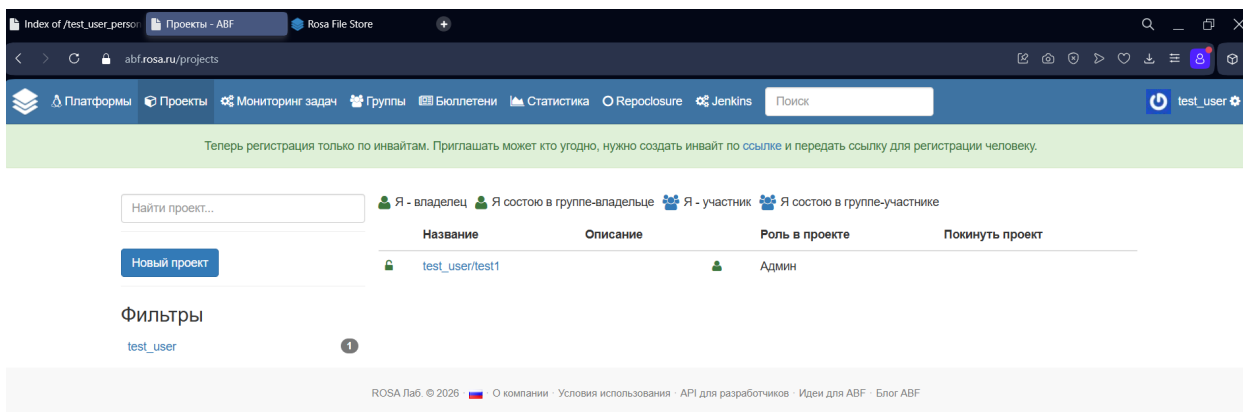 Index of /test_user_person
Проекты - ABF
Rosa File Store
abf.rosa.ru/projects
Платформы Проекты Мониторинг задач Группы Бюллетени Статистика Repoclosure Jenkins Поиск test_user
Теперь регистрация только по инвайтам. Приглашать может кто угодно, нужно создать инвайт по ссылке и передать ссылку для регистрации человеку.
Найти проект...
Новый проект
Фильтры
test_user 1
Я - владелец Я состою в группе-владельце Я - участник Я состою в группе-участнике
Название Описание Роль в проекте Покинуть проект
test_user/test1 Админ
ROSA Лаб. © 2026 · О компании · Условия использования · API для разработчиков · Идеи для ABF · Блог ABF